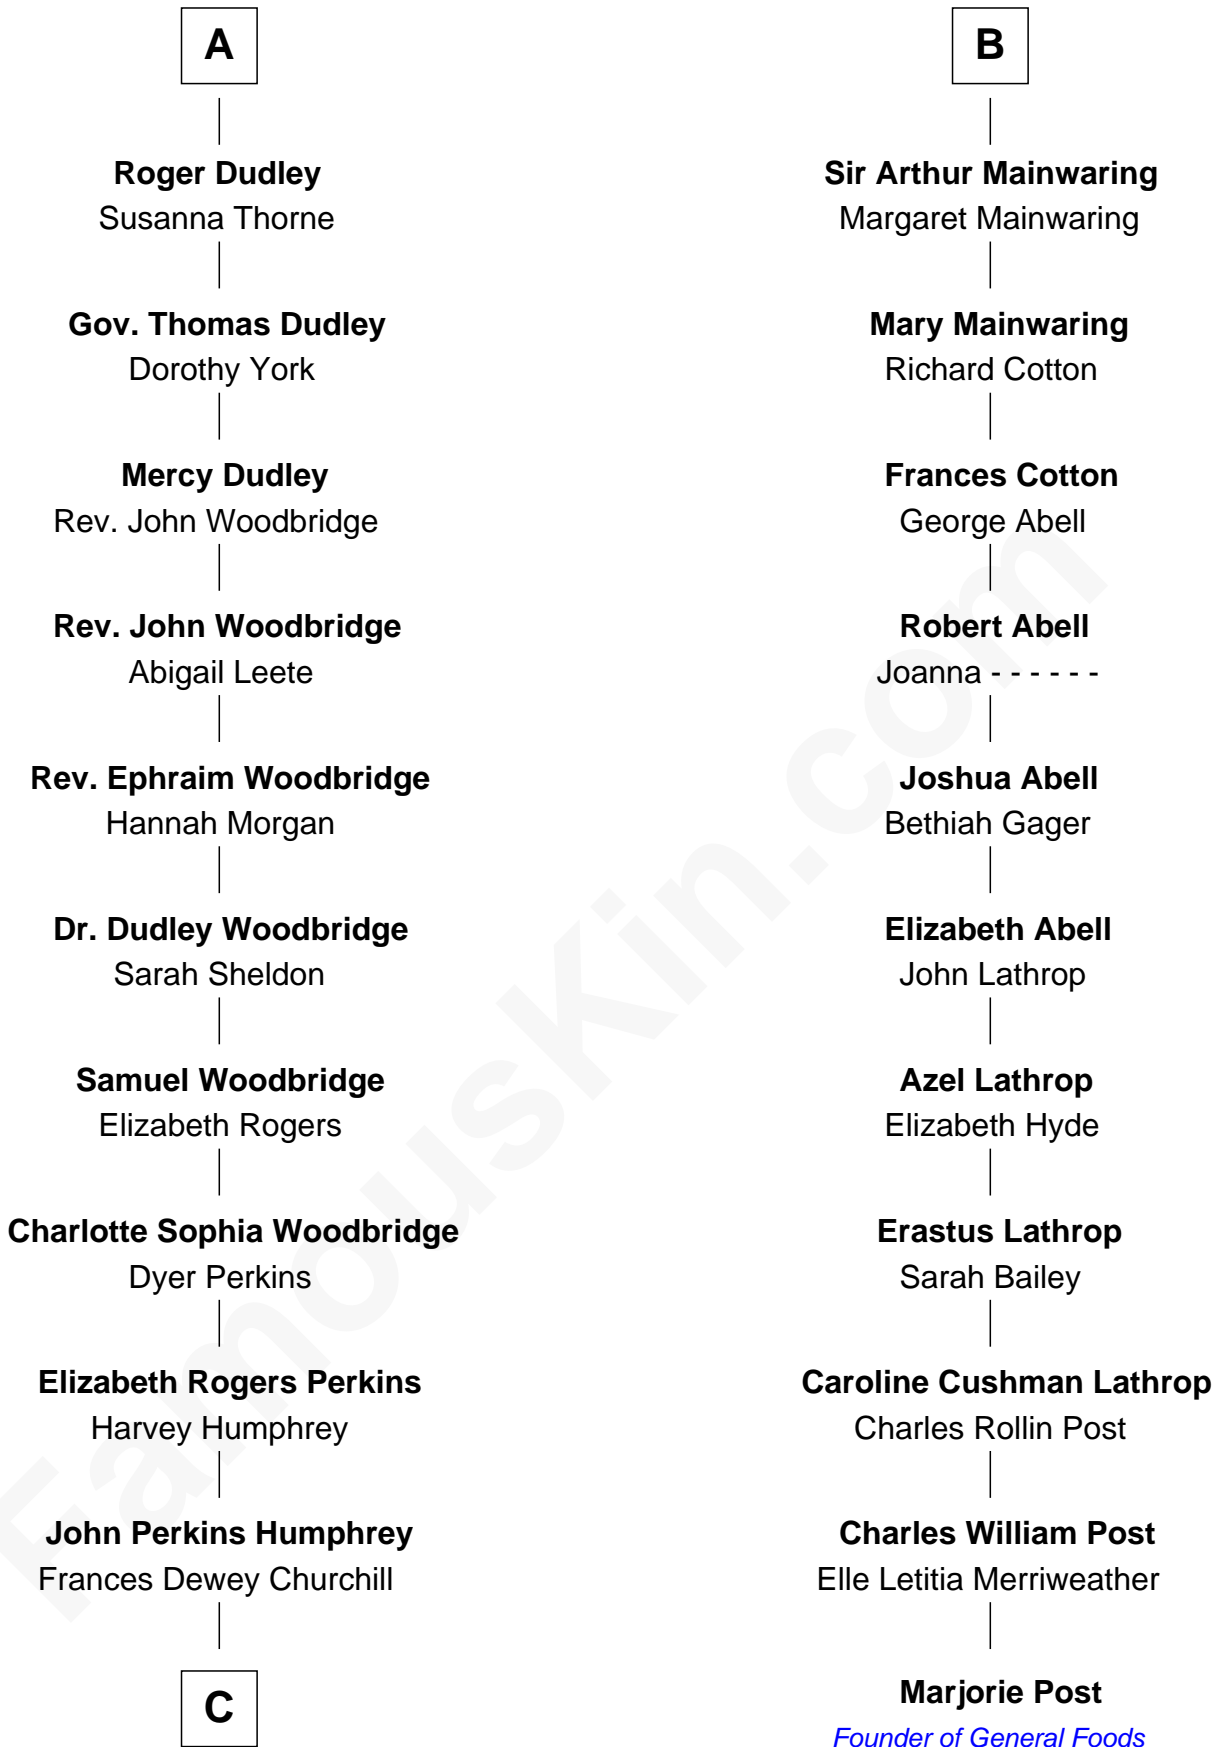 A
Roger Dudley
Susanna Thorne
Gov. Thomas Dudley
Dorothy York
Mercy Dudley
Rev. John Woodbridge
Rev. John Woodbridge
Abigail Leete
Rev. Ephraim Woodbridge
Hannah Morgan
Dr. Dudley Woodbridge
Sarah Sheldon
Samuel Woodbridge
Elizabeth Rogers
Charlotte Sophia Woodbridge
Dyer Perkins
Elizabeth Rogers Perkins
Harvey Humphrey
John Perkins Humphrey
Frances Dewey Churchill
C
B
Sir Arthur Mainwaring
Margaret Mainwaring
Mary Mainwaring
Richard Cotton
Frances Cotton
George Abell
Robert Abell
Joanna - - - - - -
Joshua Abell
Bethiah Gager
Elizabeth Abell
John Lathrop
Azel Lathrop
Elizabeth Hyde
Erastus Lathrop
Sarah Bailey
Caroline Cushman Lathrop
Charles Rollin Post
Charles William Post
Elle Letitia Merriweather
Marjorie Post
Founder of General Foods
FamousKin.com